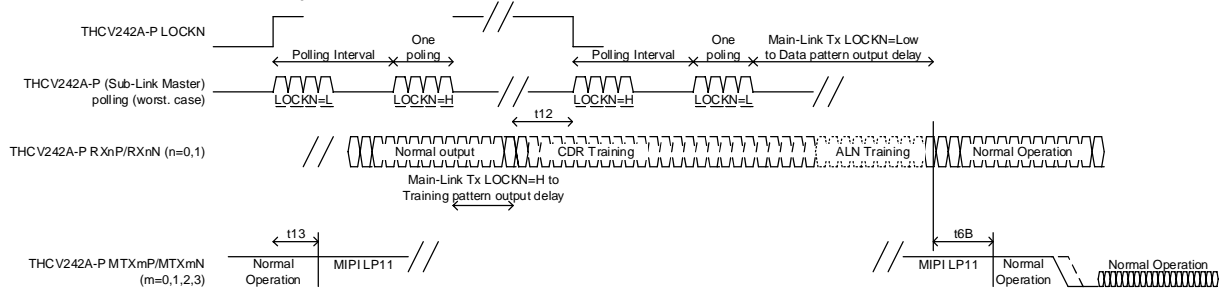 THCV242A-P LOCKN
Polling Interval
One
poling
Polling Interval
One
poling
Main-Link Tx LOCKN=Low
to Data pattern output delay
THCV242A-P (Sub-Link Master)
polling (worst. case)
LOCKN=L
LOCKN=H
LOCKN=H
LOCKN=L
t12
THCV242A-P RXnP/RXnN (n=0,1)
Normal output
CDR Training
ALN Training
Normal Operation
Main-Link Tx LOCKN=H to
Training pattern output delay
t13
t6B
THCV242A-P MTXmP/MTXmN
(m=0,1,2,3)
Normal
Operation
MIPI LP11
MIPI LP11
Normal
Operation
Normal Operation